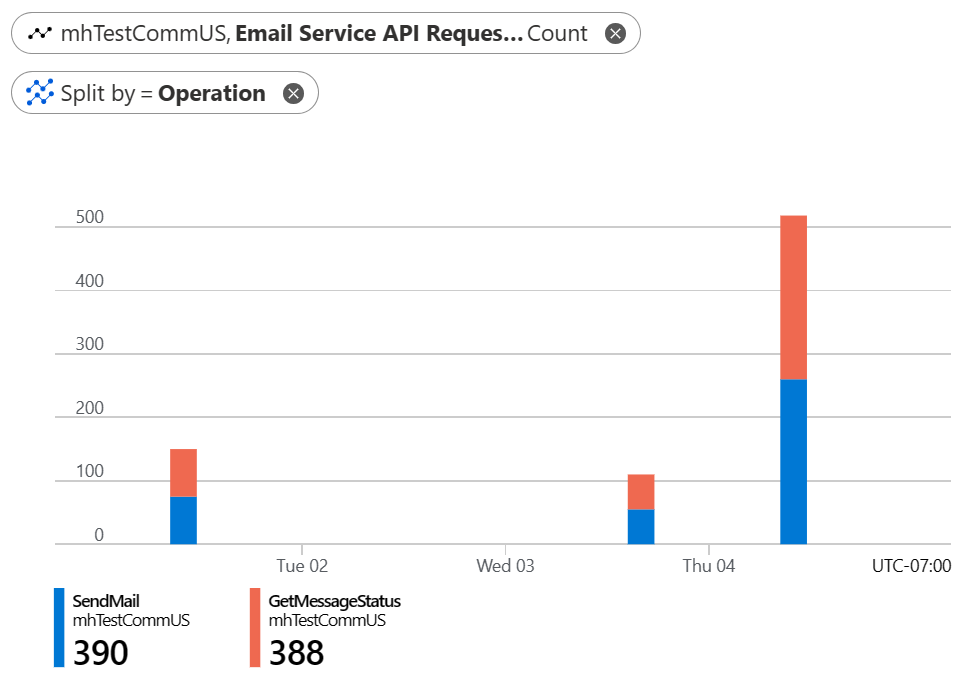 mhTestCommUS, Email Service API Reques... Count
Split by = Operation
500
400
300
200
100
0
Tue 02 Wed 03 Thu 04 UTC-07:00
SendMail GetMessageStatus
mhTestCommUS mhTestCommUS
390 388